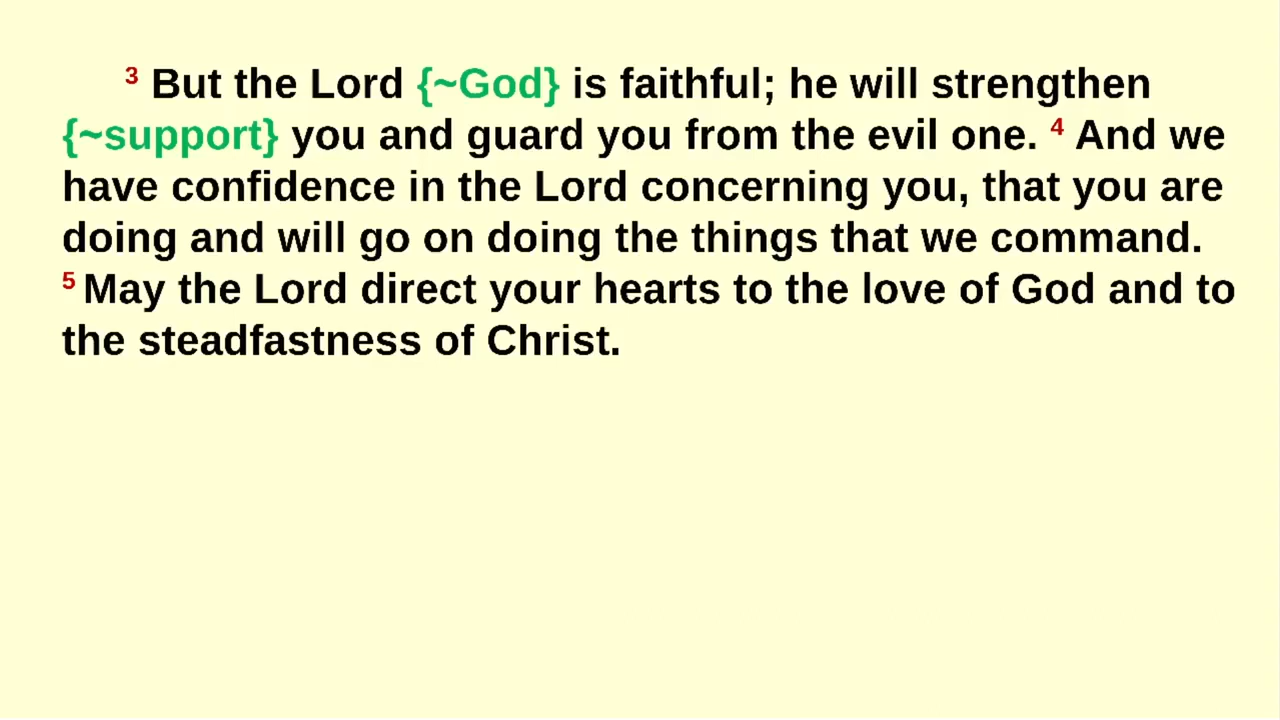 3 But the Lord {~God} is faithful; he will strengthen
{~support} you and guard you from the evil one. 4 And we
have confidence in the Lord concerning you, that you are
doing and will go on doing the things that we command.
5 May the Lord direct your hearts to the love of God and to
the steadfastness of Christ.